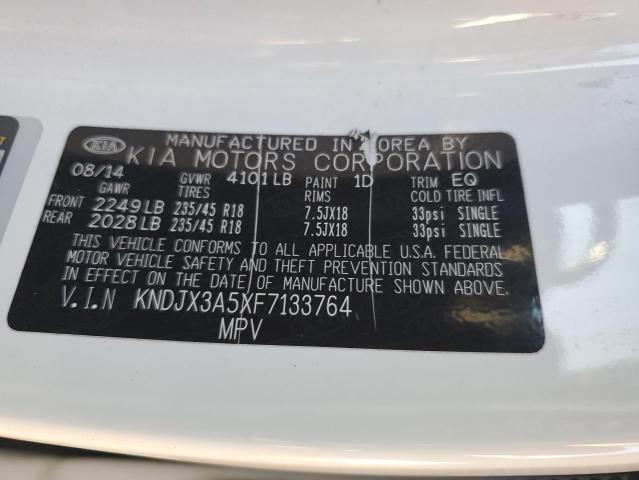 KIA
MANUFACTURED IN KOREA BY
KIA MOTORS CORPORATION
08/14 GVWR 4101LB PAINT 1D TRIM EQ
GAWR TIRES RIMS COLD TIRE INFL
FRONT 2249LB 235/45 R18 7.5JX18 33psi SINGLE
REAR 2028LB 235/45 R18 7.5JX18 33psi SINGLE
THIS VEHICLE CONFORMS TO ALL APPLICABLE U.S.A. FEDERAL
MOTOR VEHICLE SAFETY AND THEFT PREVENTION STANDARDS
IN EFFECT ON THE DATE OF MANUFACTURE SHOWN ABOVE.
V.I.N KNDJX3A5XF7133764
MPV